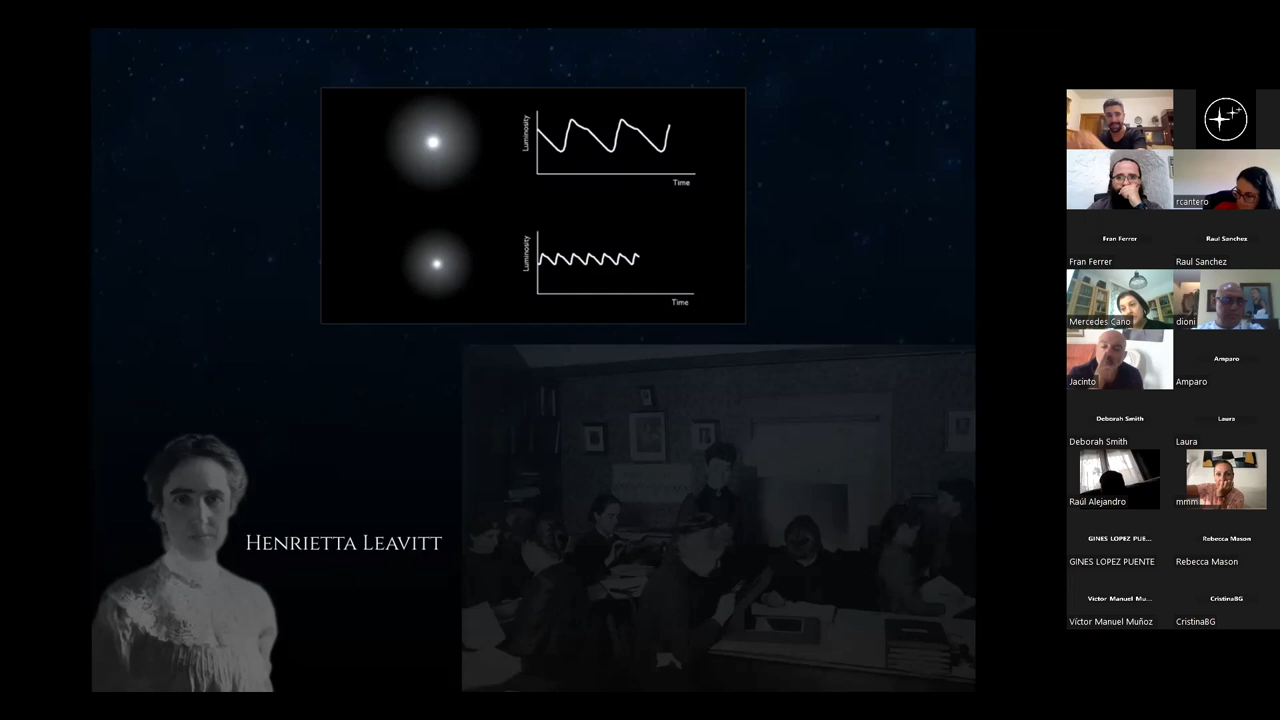 Luminosity
Time
Luminosity
Time
HENRIETTA LEAVITT
rcantero
Fran Ferrer
Raul Sanchez
Fran Ferrer
Raul Sanchez
Mercedes Cano
dioni
Jacinto
Amparo
Amparo
Deborah Smith
Laura
Deborah Smith
Laura
Raúl Alejandro
mmm
GINES LOPEZ PUE...
Rebecca Mason
GINES LOPEZ PUENTE
Rebecca Mason
Víctor Manuel Mu...
CristinaBG
Víctor Manuel Muñoz
CristinaBG